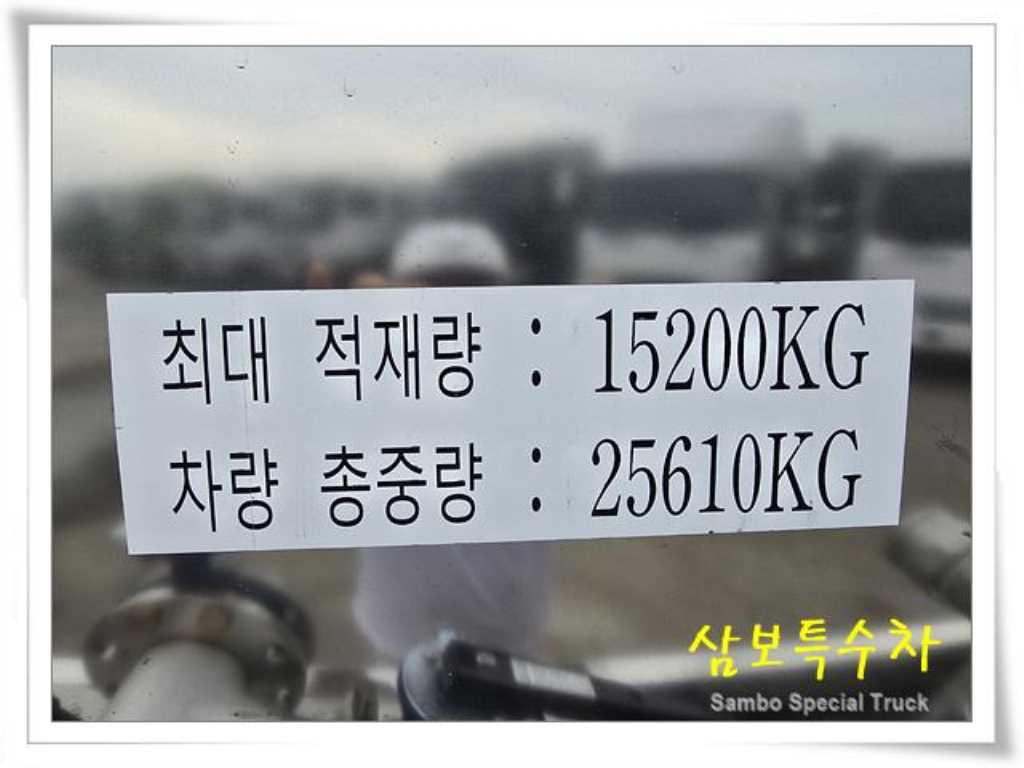 최대 적재량 : 15200KG
차량 총중량 : 25610KG
삼보특수차
Sambo Special Truck